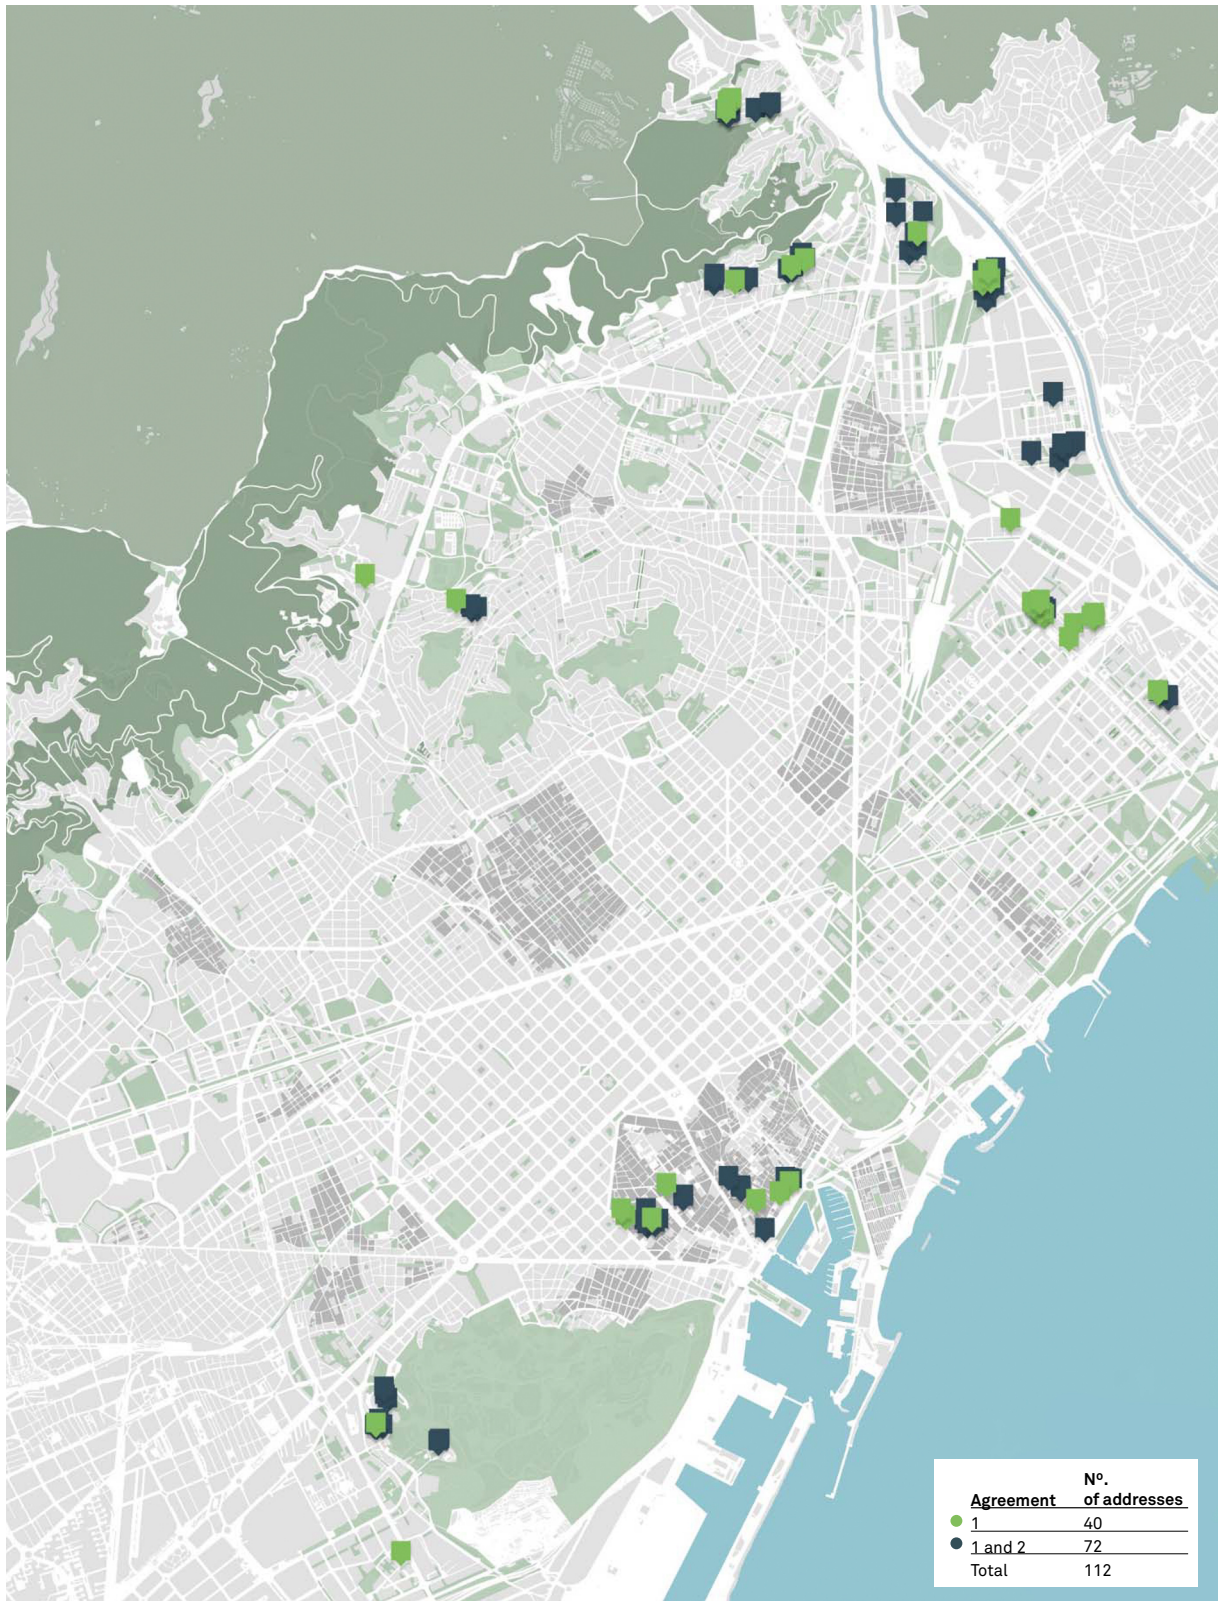 Nº.
Agreement of addresses
1 40
1 and 2 72
Total 112